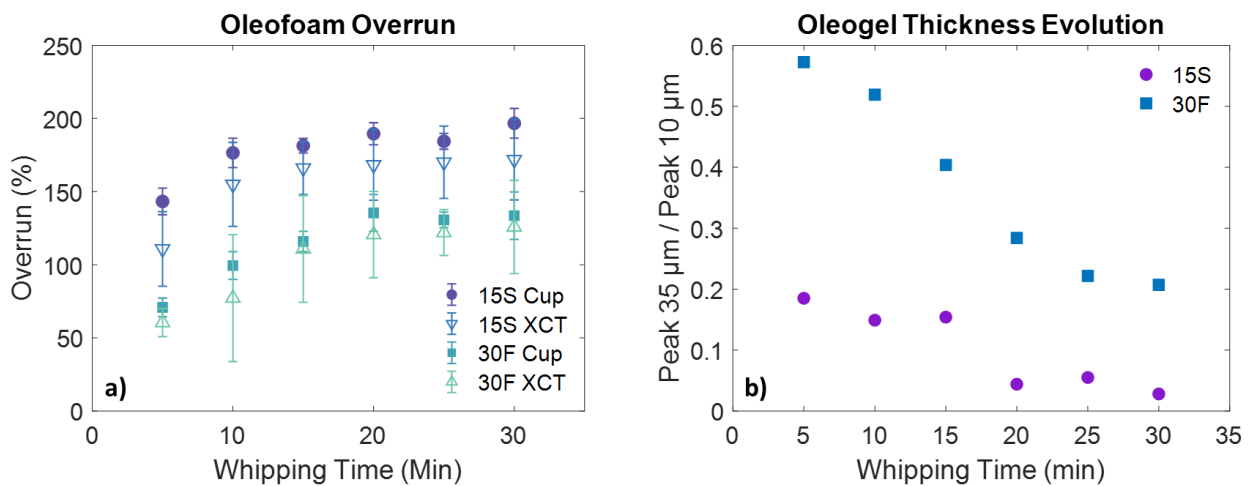 Oleofoam Overrun
250
200
150
100
50
0
Overrun (%)
0 10 20 30
Whipping Time (Min)
15S Cup
15S XCT
30F Cup
30F XCT
a)
Oleogel Thickness Evolution
0.6
0.5
0.4
0.3
0.2
0.1
0
Peak 35 µm / Peak 10 µm
0 5 10 15 20 25 30 35
Whipping Time (min)
15S
30F
b)